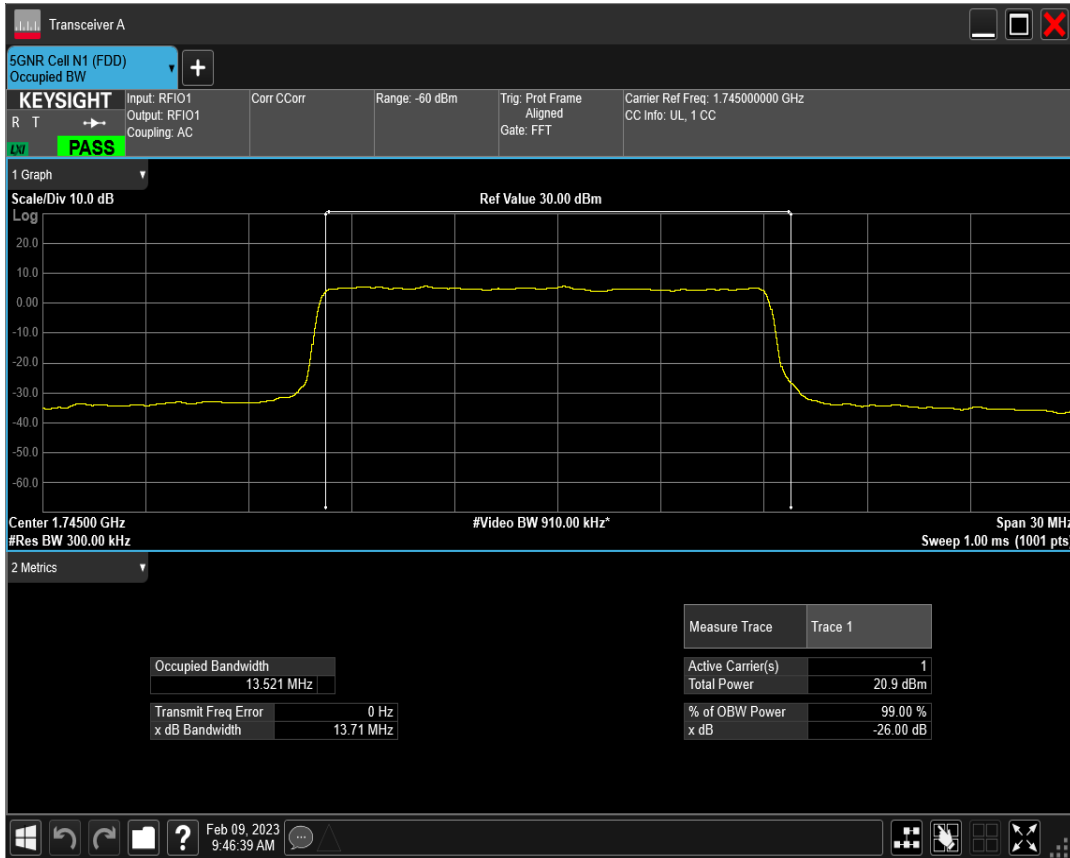 Transceiver A
5GNR Cell N1 (FDD)
Occupied BW
+
KEYSIGHT
R T
LXI
PASS
Input: RFIO1
Output: RFIO1
Coupling: AC
Corr CCorr
Range: -60 dBm
Trig: Prot Frame
Aligned
Gate: FFT
Carrier Ref Freq: 1.745000000 GHz
CC Info: UL, 1 CC
1 Graph
Scale/Div 10.0 dB
Ref Value 30.00 dBm
Log
20.0
10.0
0.00
-10.0
-20.0
-30.0
-40.0
-50.0
-60.0
Center 1.74500 GHz
#Video BW 910.00 kHz*
Span 30 MHz
#Res BW 300.00 kHz
Sweep 1.00 ms (1001 pts)
2 Metrics
Measure Trace Trace 1
Occupied Bandwidth
13.521 MHz
Active Carrier(s) 1
Total Power 20.9 dBm
Transmit Freq Error 0 Hz
x dB Bandwidth 13.71 MHz
% of OBW Power 99.00 %
x dB -26.00 dB
?
Feb 09, 2023
9:46:39 AM